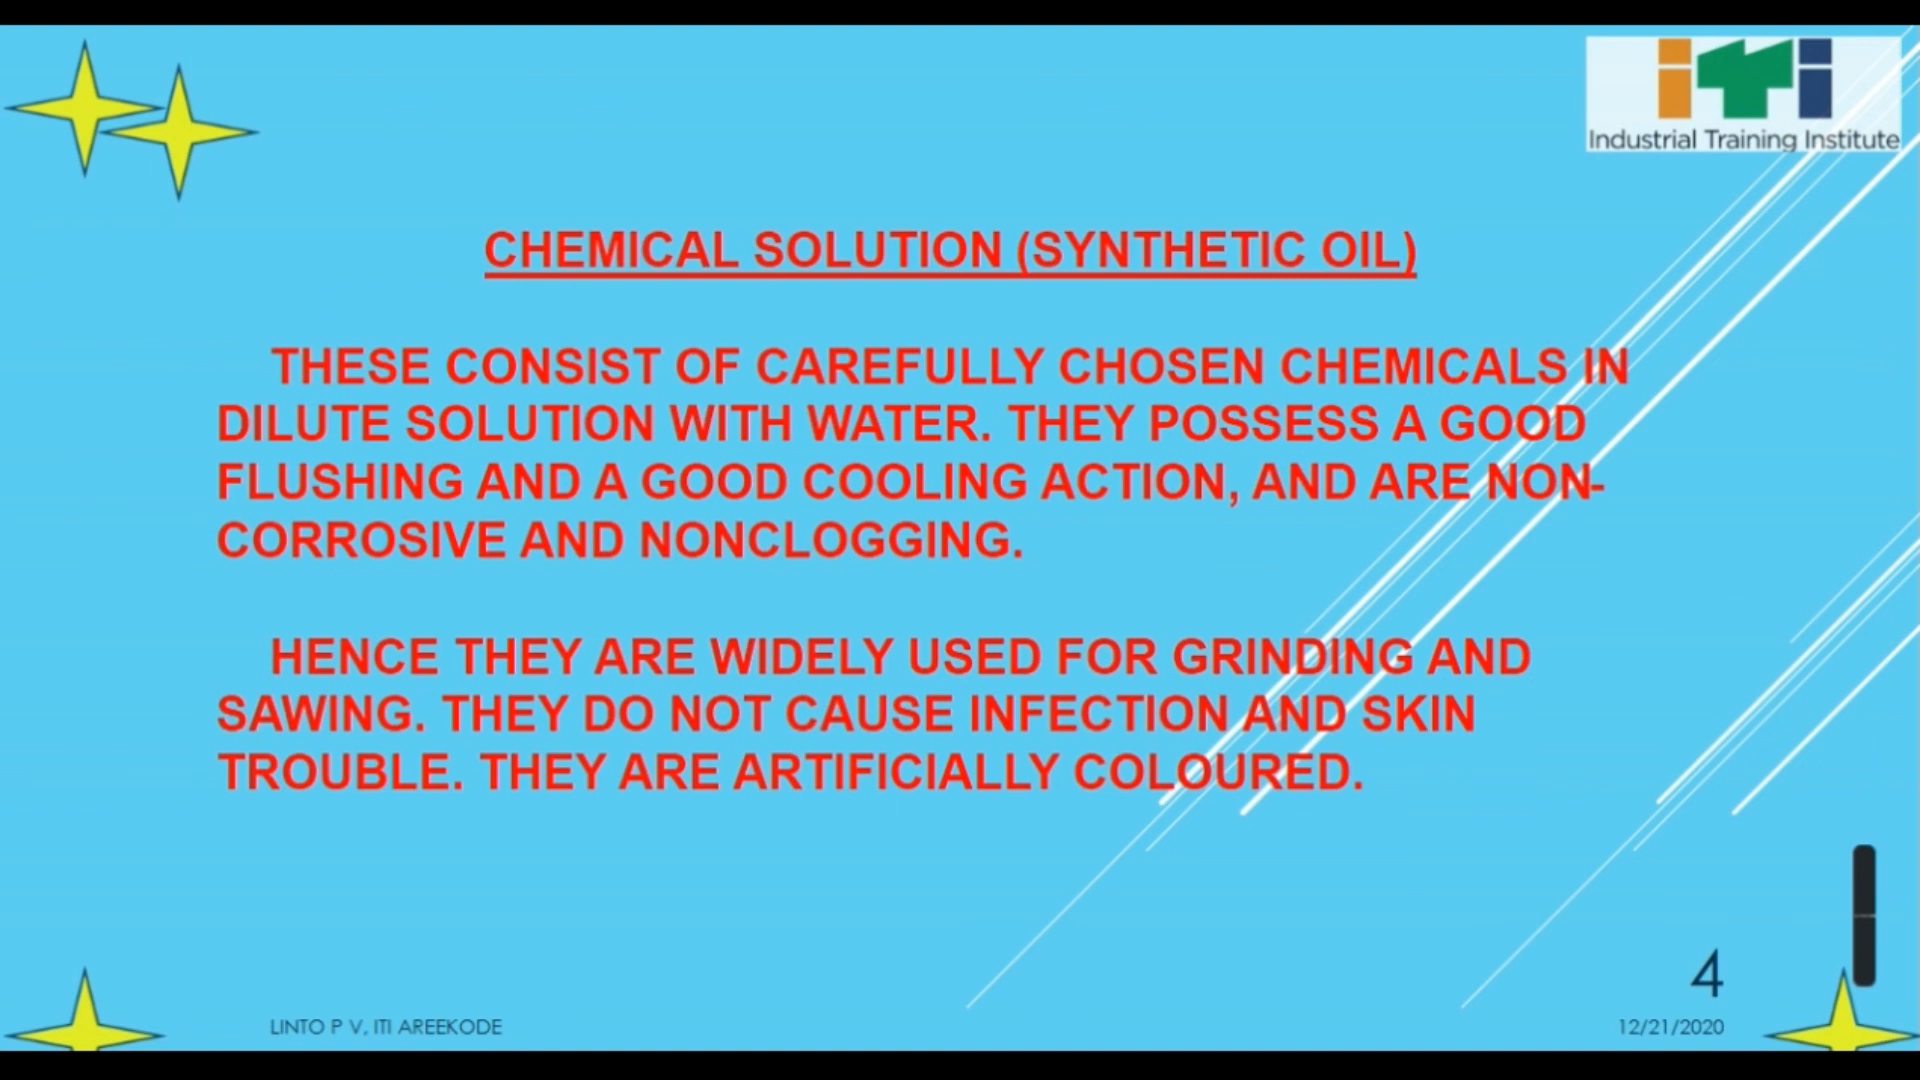 iTi
Industrial Training Institute
CHEMICAL SOLUTION (SYNTHETIC OIL)
THESE CONSIST OF CAREFULLY CHOSEN CHEMICALS IN
DILUTE SOLUTION WITH WATER. THEY POSSESS A GOOD
FLUSHING AND A GOOD COOLING ACTION, AND ARE NON-
CORROSIVE AND NONCLOGGING.
HENCE THEY ARE WIDELY USED FOR GRINDING AND
SAWING. THEY DO NOT CAUSE INFECTION AND SKIN
TROUBLE. THEY ARE ARTIFICIALLY COLOURED.
4
LINTO P V, ITI AREEKODE
12/21/2020